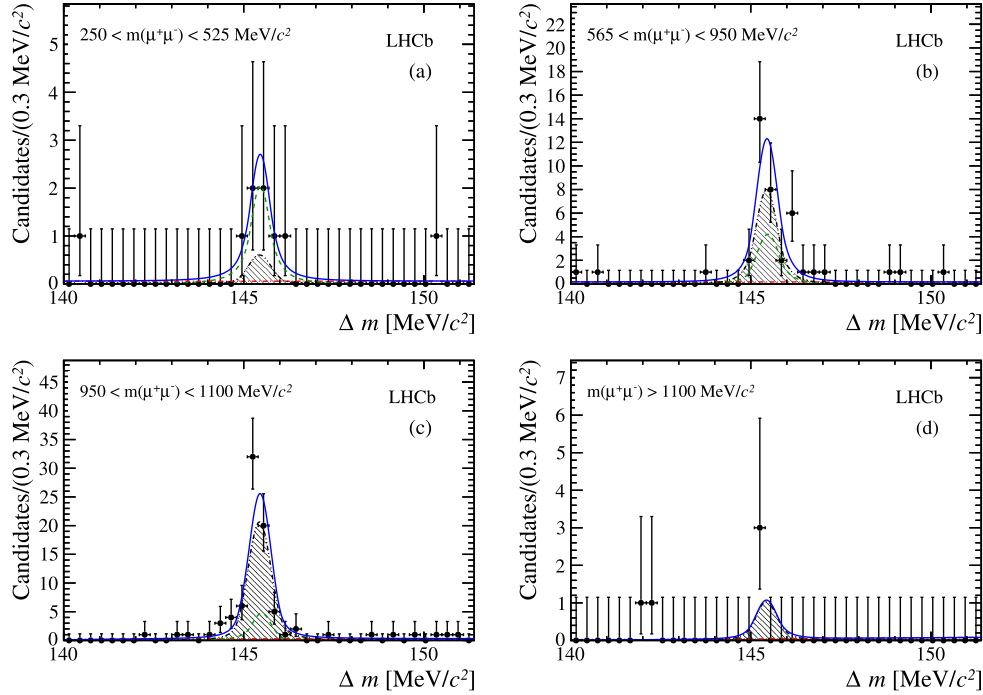 Candidates/(0.3 MeV/c²)
250 < m(μ⁺μ⁻) < 525 MeV/c²
LHCb
(a)
5
4
3
2
1
0
140 145 150
Δ m [MeV/c²]
Candidates/(0.3 MeV/c²)
565 < m(μ⁺μ⁻) < 950 MeV/c²
LHCb
(b)
22
20
18
16
14
12
10
8
6
4
2
0
140 145 150
Δ m [MeV/c²]
Candidates/(0.3 MeV/c²)
950 < m(μ⁺μ⁻) < 1100 MeV/c²
LHCb
(c)
45
40
35
30
25
20
15
10
5
0
140 145 150
Δ m [MeV/c²]
Candidates/(0.3 MeV/c²)
m(μ⁺μ⁻) > 1100 MeV/c²
LHCb
(d)
7
6
5
4
3
2
1
0
140 145 150
Δ m [MeV/c²]